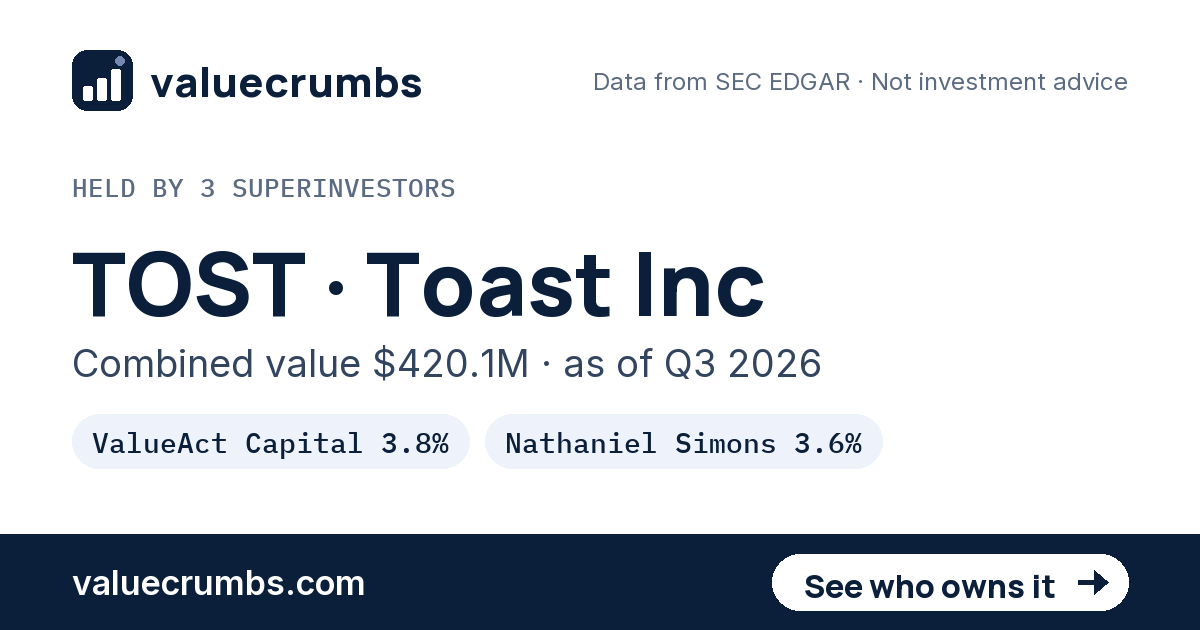 valuecrumbs
Data from SEC EDGAR · Not investment advice
HELD BY 3 SUPERINVESTORS
TOST · Toast Inc
Combined value $420.1M · as of Q3 2026
ValueAct Capital 3.8% Nathaniel Simons 3.6%
valuecrumbs.com
See who owns it →